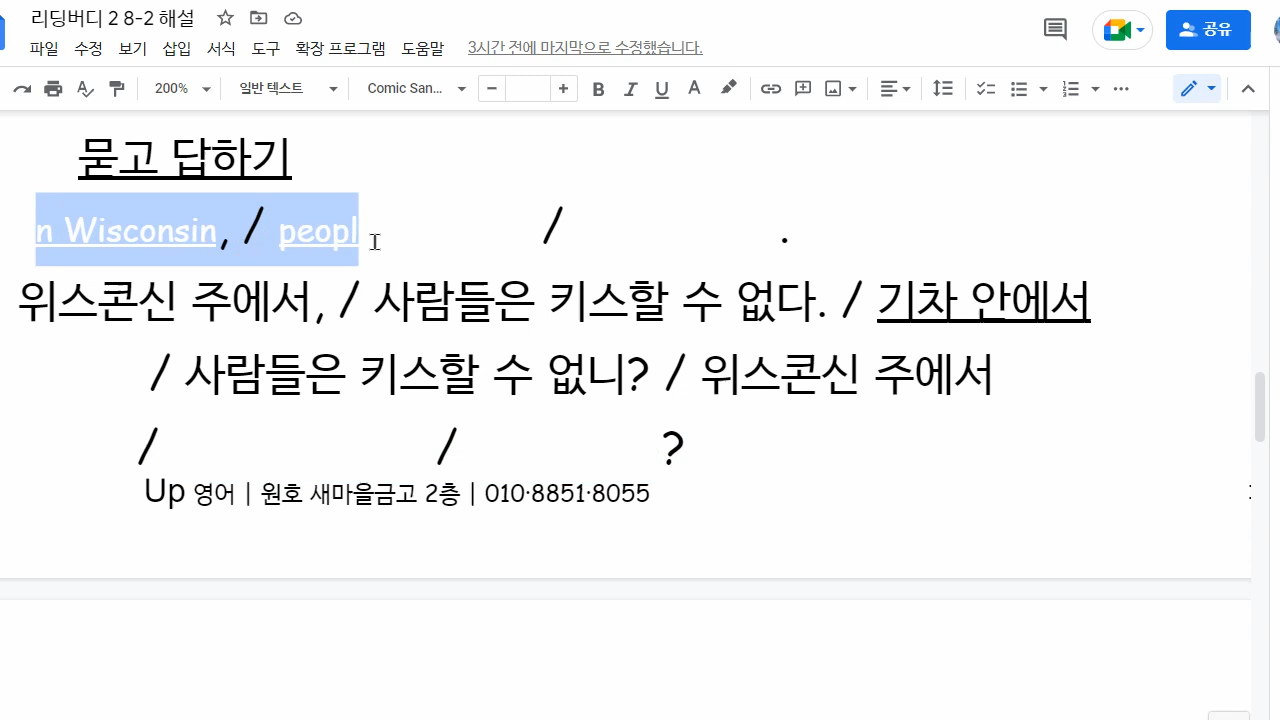 리딩버디 2 8-2 해설
파일 수정 보기 삽입 서식 도구 확장 프로그램 도움말 3시간 전에 마지막으로 수정했습니다.
공유
200% 일반 텍스트 Comic San...
묻고 답하기
n Wisconsin, / peopl / .
위스콘신 주에서, / 사람들은 키스할 수 없다. / 기차 안에서
/ 사람들은 키스할 수 없니? / 위스콘신 주에서
/ / ?
Up 영어 | 원호 새마을금고 2층 | 010·8851·8055